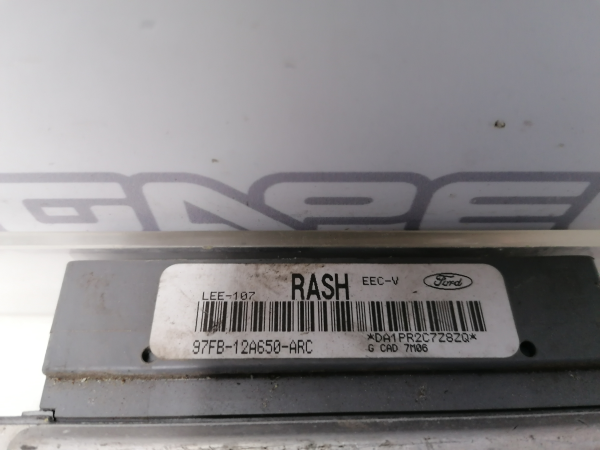 LEE-107 RASH EEC-V Ford
97FB-12A650-ARC *DA1PR2C7Z8ZQ*
G CAD 7M06